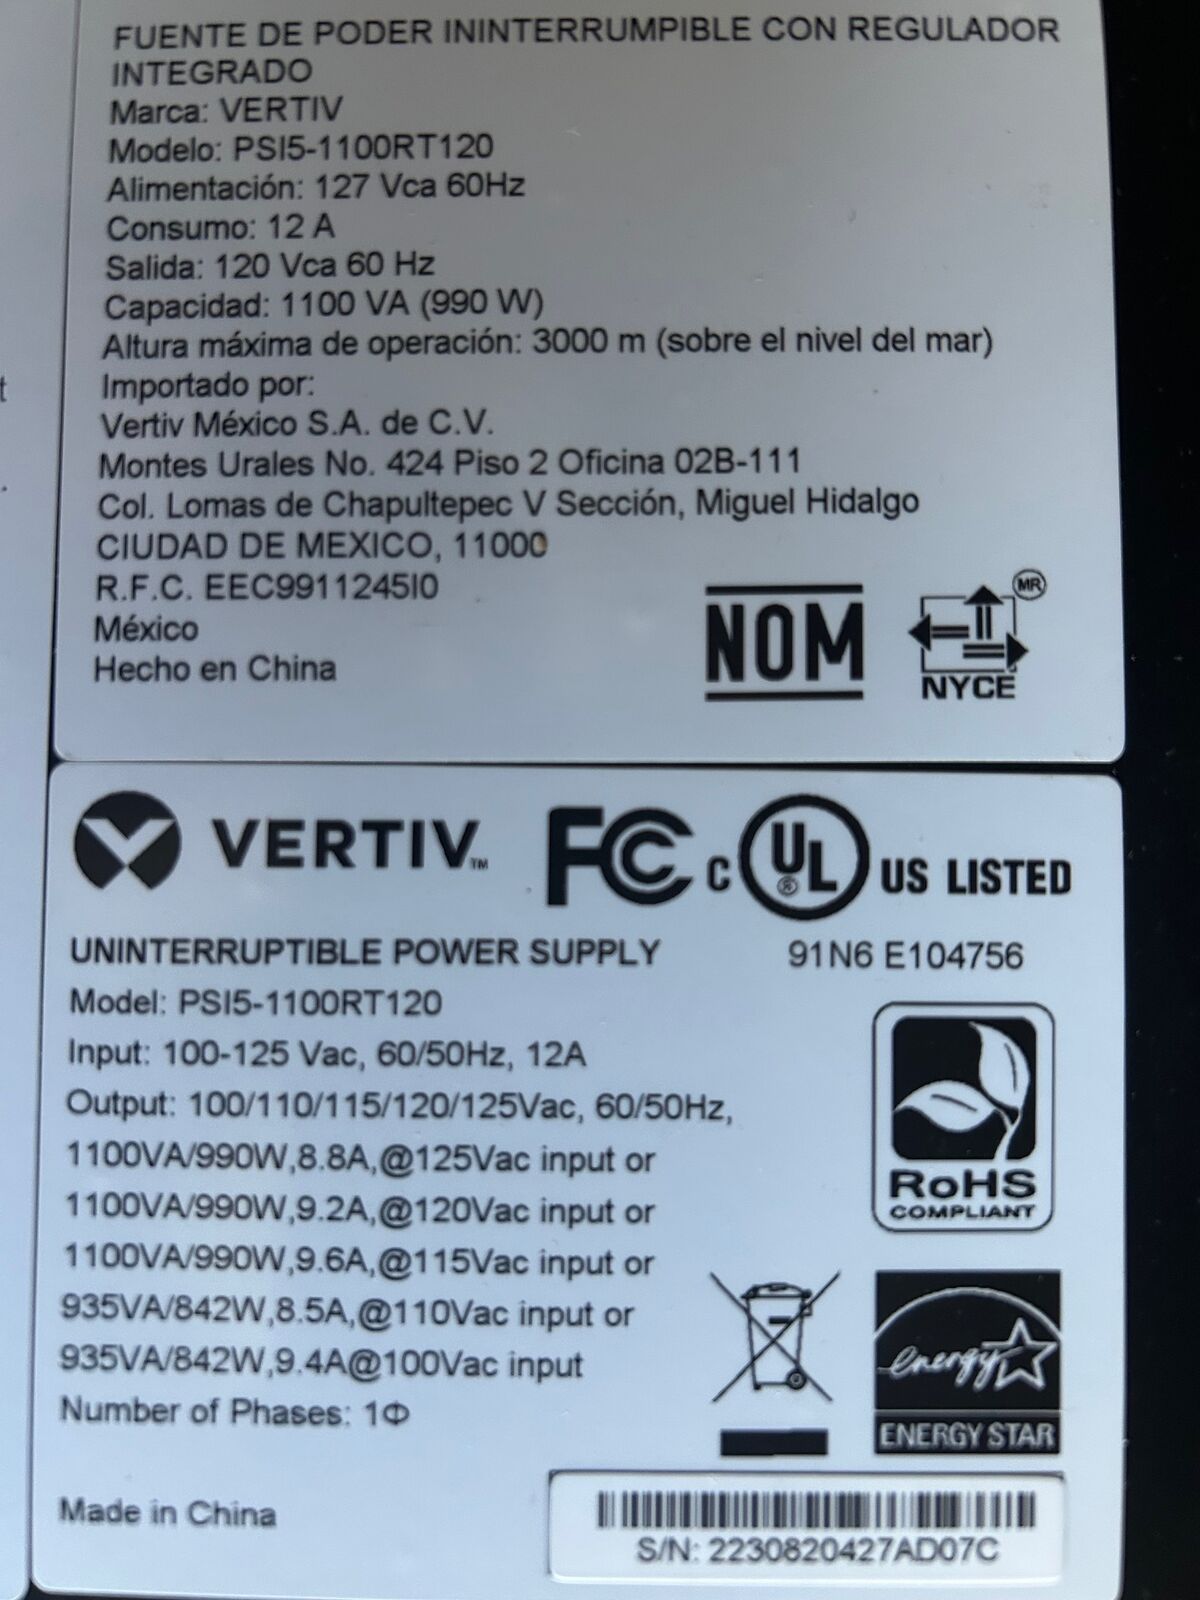 FUENTE DE PODER ININTERRUMPIBLE CON REGULADOR
INTEGRADO
Marca: VERTIV
Modelo: PSI5-1100RT120
Alimentación: 127 Vca 60Hz
Consumo: 12 A
Salida: 120 Vca 60 Hz
Capacidad: 1100 VA (990 W)
Altura máxima de operación: 3000 m (sobre el nivel del mar)
Importado por:
Vertiv México S.A. de C.V.
Montes Urales No. 424 Piso 2 Oficina 02B-111
Col. Lomas de Chapultepec V Sección, Miguel Hidalgo
CIUDAD DE MEXICO, 11000
R.F.C. EEC9911245I0
México
Hecho en China
NOM
MR
NYCE
VERTIV™
FC
c UL® US LISTED
UNINTERRUPTIBLE POWER SUPPLY
91N6 E104756
Model: PSI5-1100RT120
Input: 100-125 Vac, 60/50Hz, 12A
Output: 100/110/115/120/125Vac, 60/50Hz,
1100VA/990W,8.8A,@125Vac input or
1100VA/990W,9.2A,@120Vac input or
1100VA/990W,9.6A,@115Vac input or
935VA/842W,8.5A,@110Vac input or
935VA/842W,9.4A@100Vac input
Number of Phases: 1Φ
RoHS
COMPLIANT
energy
ENERGY STAR
Made in China
S/N: 2230820427AD07C